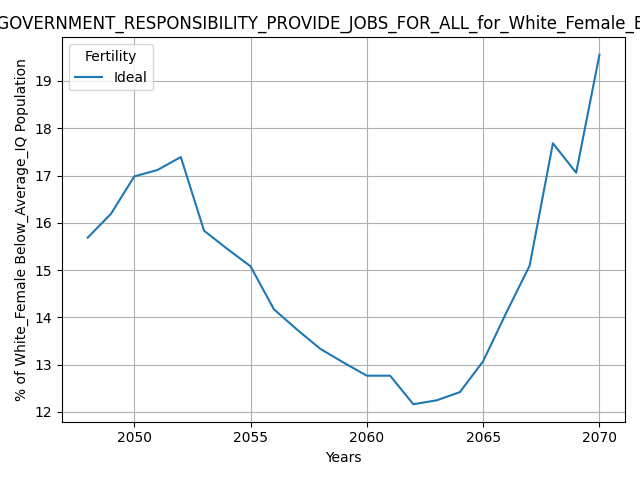 GOVERNMENT_RESPONSIBILITY_PROVIDE_JOBS_FOR_ALL_for_White_Female_B
Fertility
Ideal
% of White_Female Below_Average_IQ Population
19
18
17
16
15
14
13
12
2050
2055
2060
2065
2070
Years